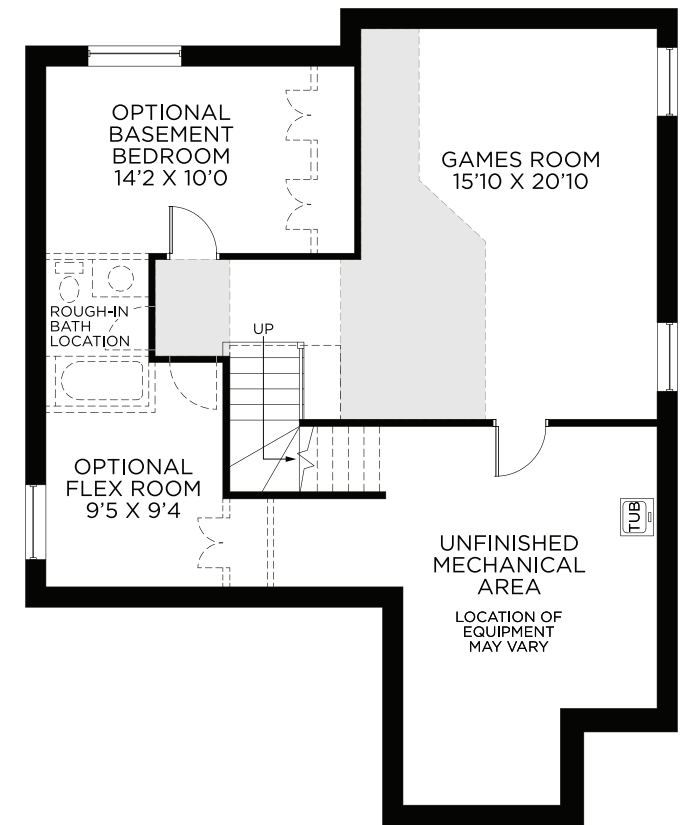 OPTIONAL
BASEMENT
BEDROOM
14'2 X 10'0
GAMES ROOM
15'10 X 20'10
ROUGH-IN
BATH
LOCATION
UP
OPTIONAL
FLEX ROOM
9'5 X 9'4
TUB
UNFINISHED
MECHANICAL
AREA
LOCATION OF
EQUIPMENT
MAY VARY